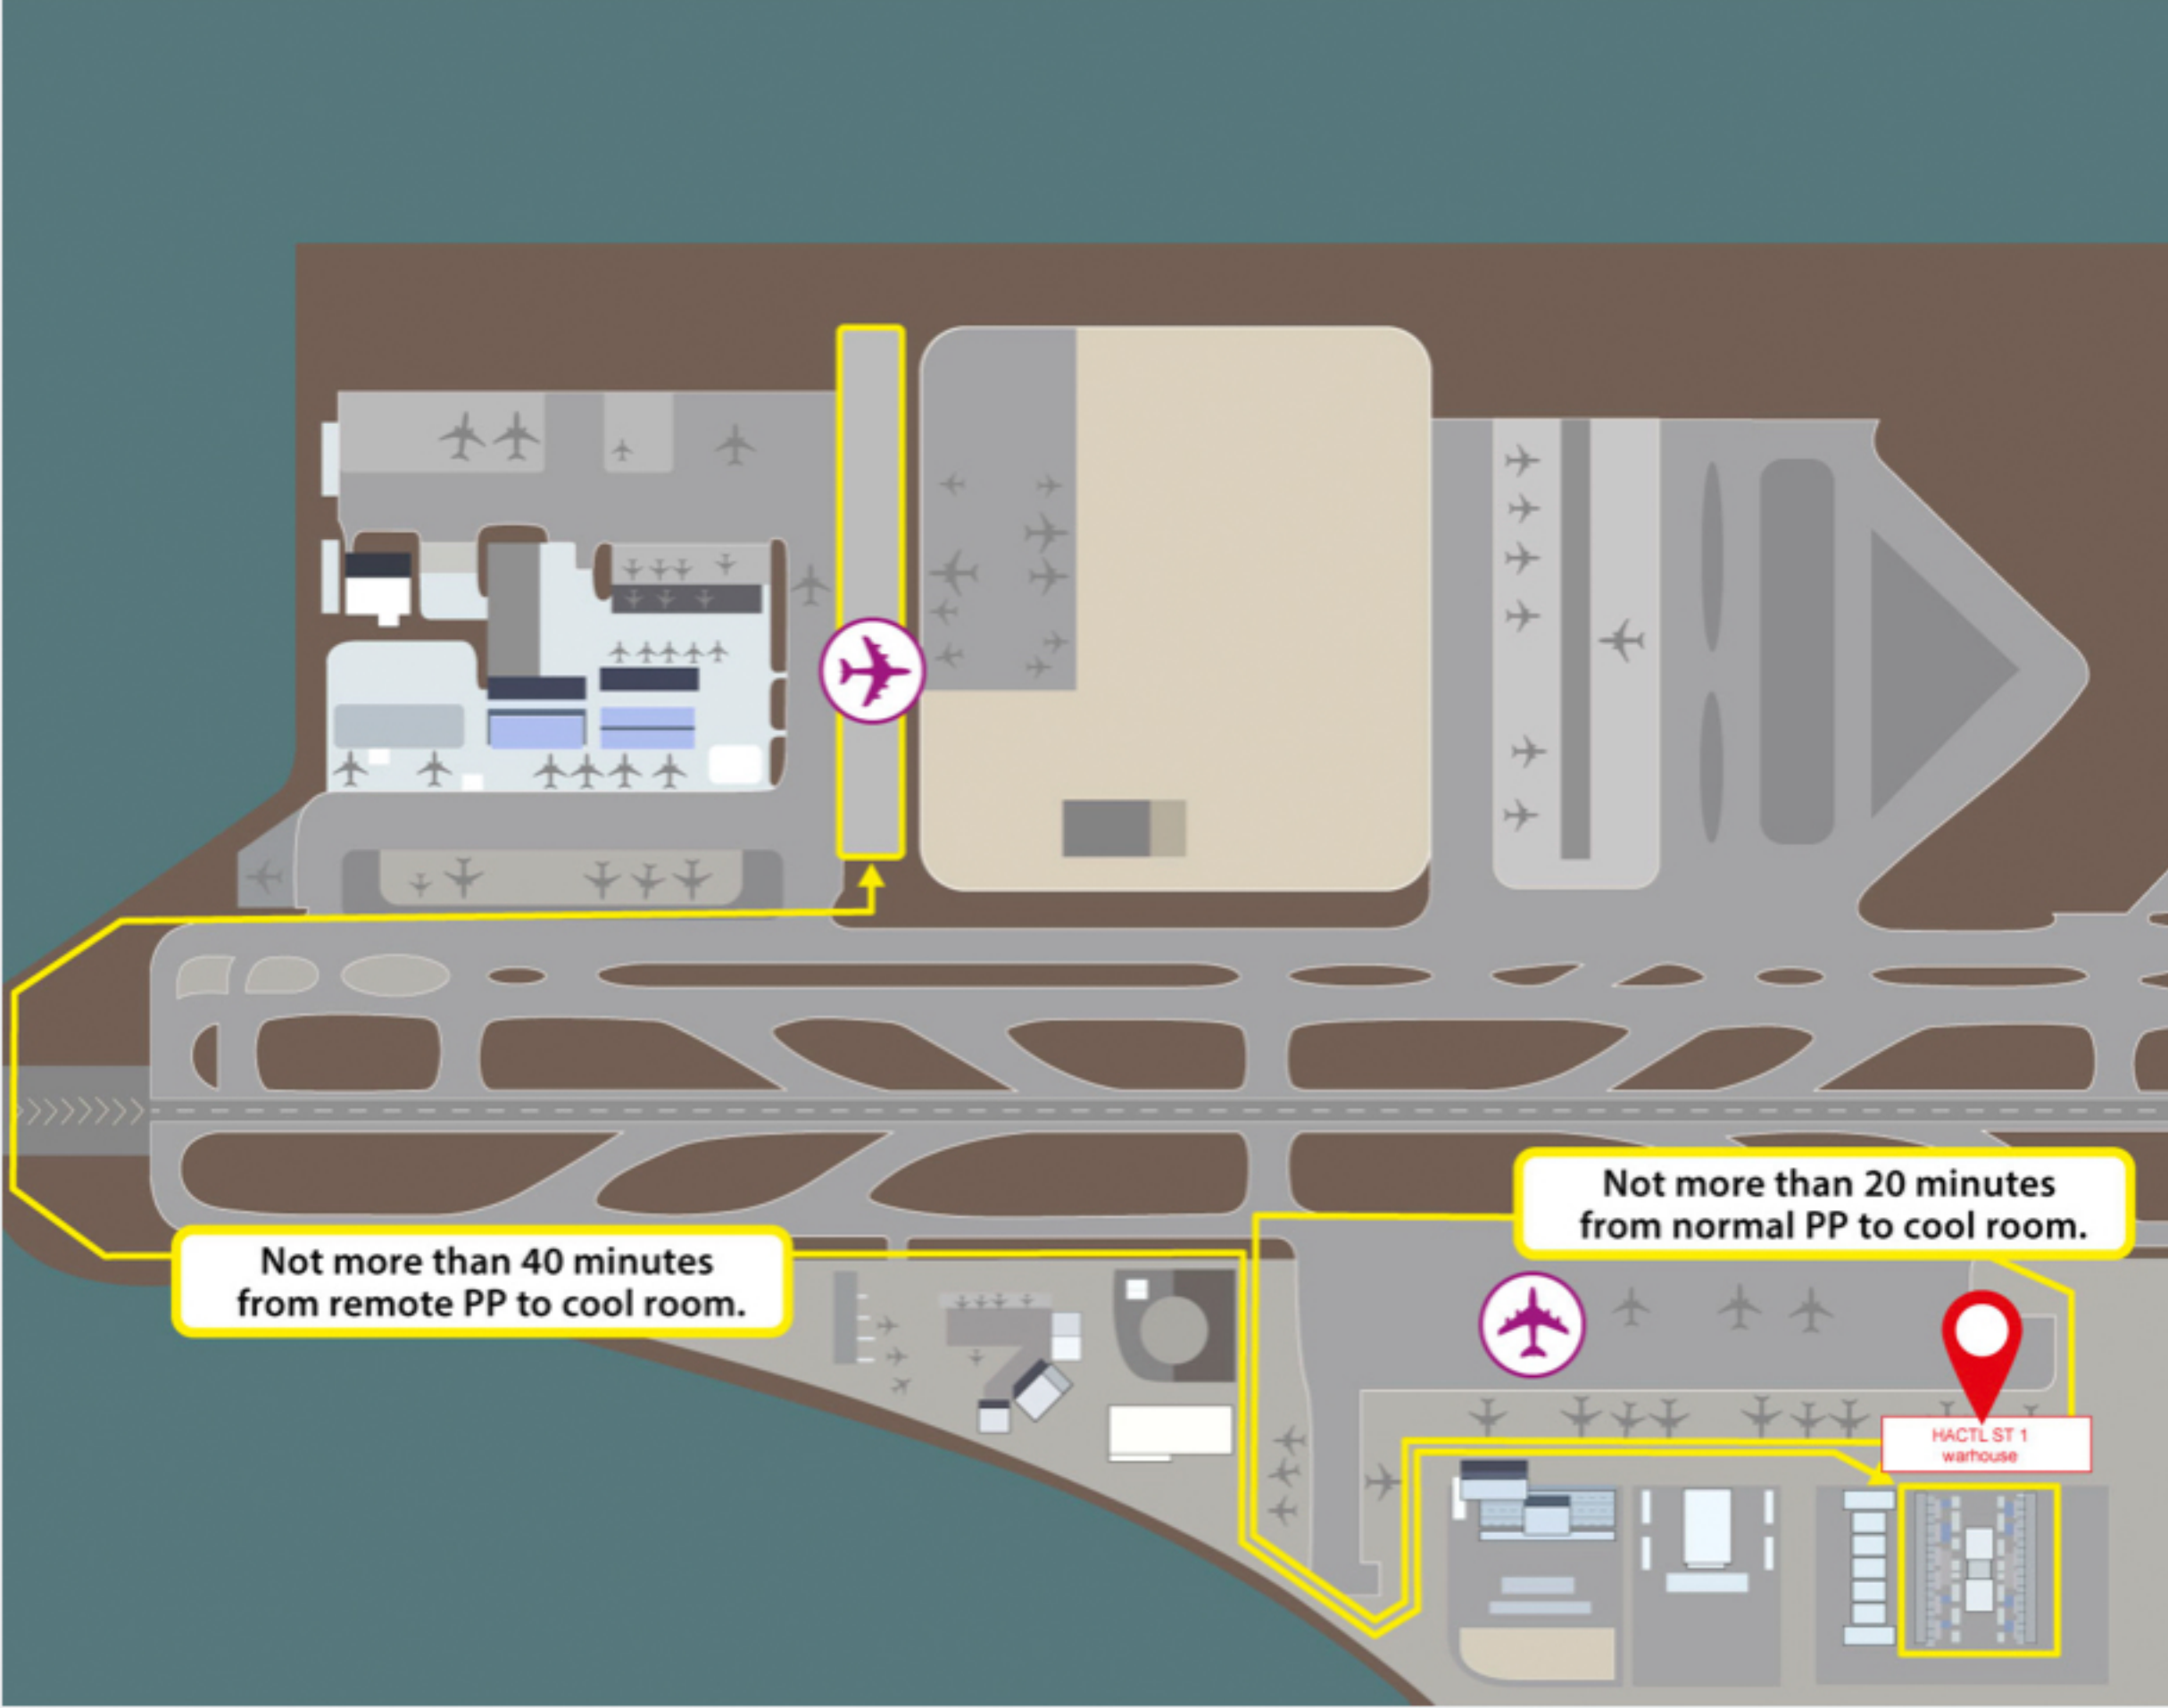 Not more than 20 minutes
from normal PP to cool room.
Not more than 40 minutes
from remote PP to cool room.
HACTL ST 1
warhouse